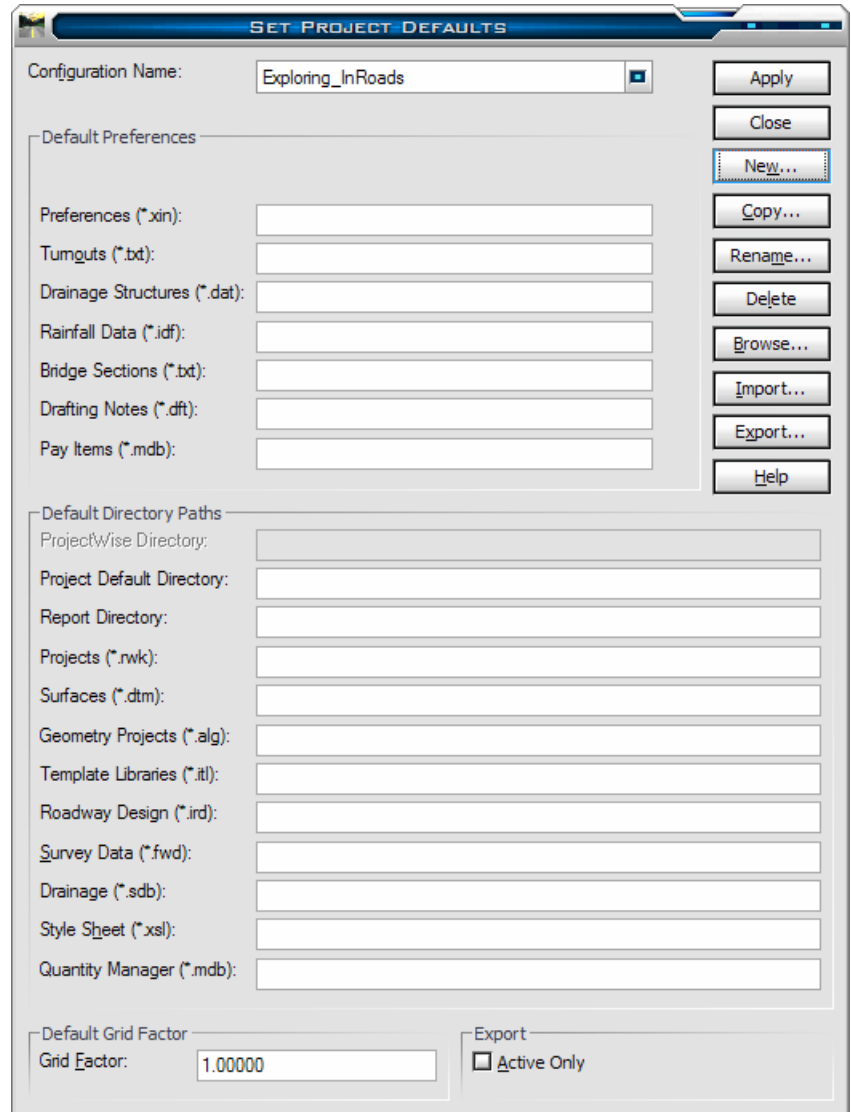 SET PROJECT DEFAULTS
Configuration Name: Exploring_InRoads
Apply
Close
New...
Copy...
Rename...
Delete
Browse...
Import...
Export...
Help
Default Preferences
Preferences (*.xin):
Turnouts (*.txt):
Drainage Structures (*.dat):
Rainfall Data (*.idf):
Bridge Sections (*.txt):
Drafting Notes (*.dft):
Pay Items (*.mdb):
Default Directory Paths
ProjectWise Directory:
Project Default Directory:
Report Directory:
Projects (*.rwk):
Surfaces (*.dtm):
Geometry Projects (*.alg):
Template Libraries (*.itl):
Roadway Design (*.ird):
Survey Data (*.fwd):
Drainage (*.sdb):
Style Sheet (*.xsl):
Quantity Manager (*.mdb):
Default Grid Factor
Grid Factor: 1.00000
Export
Active Only